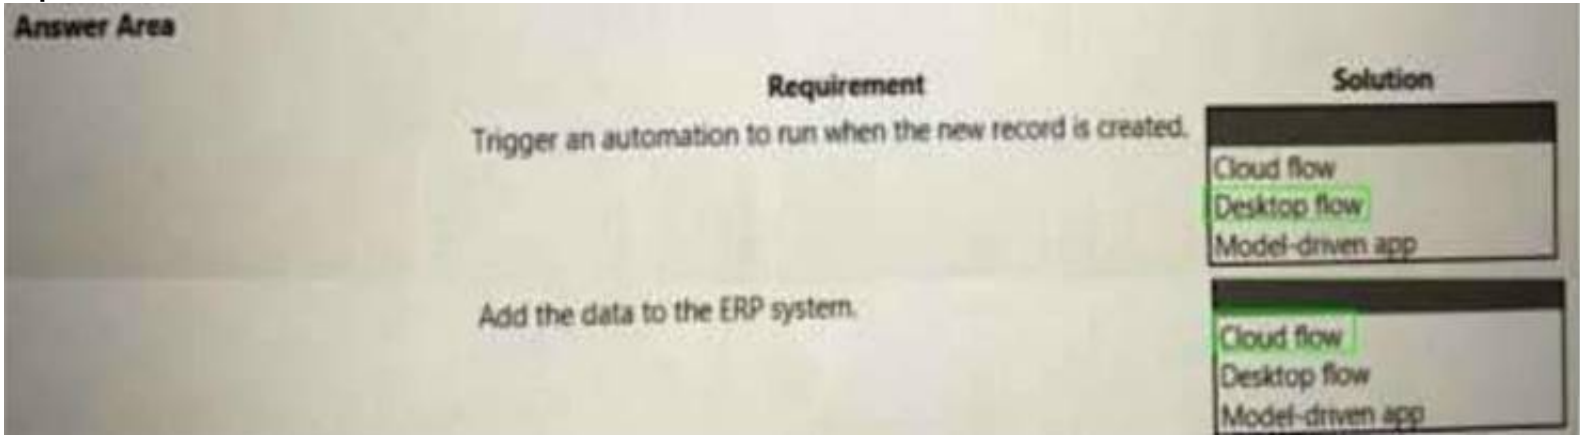 Answer Area
Requirement
Solution
Trigger an automation to run when the new record is created.
Cloud flow
Desktop flow
Model-driven app
Add the data to the ERP system.
Cloud flow
Desktop flow
Model-driven app